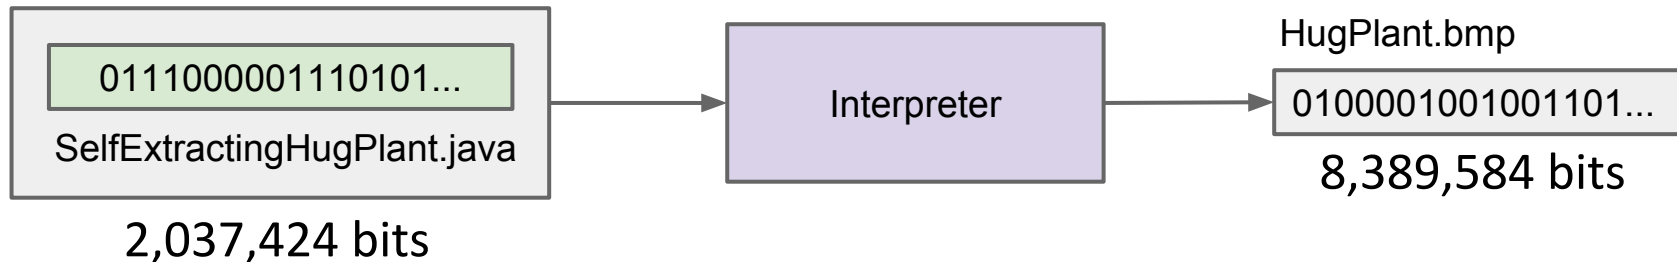 0111000001110101...
SelfExtractingHugPlant.java
2,037,424 bits
Interpreter
HugPlant.bmp
0100001001001101...
8,389,584 bits